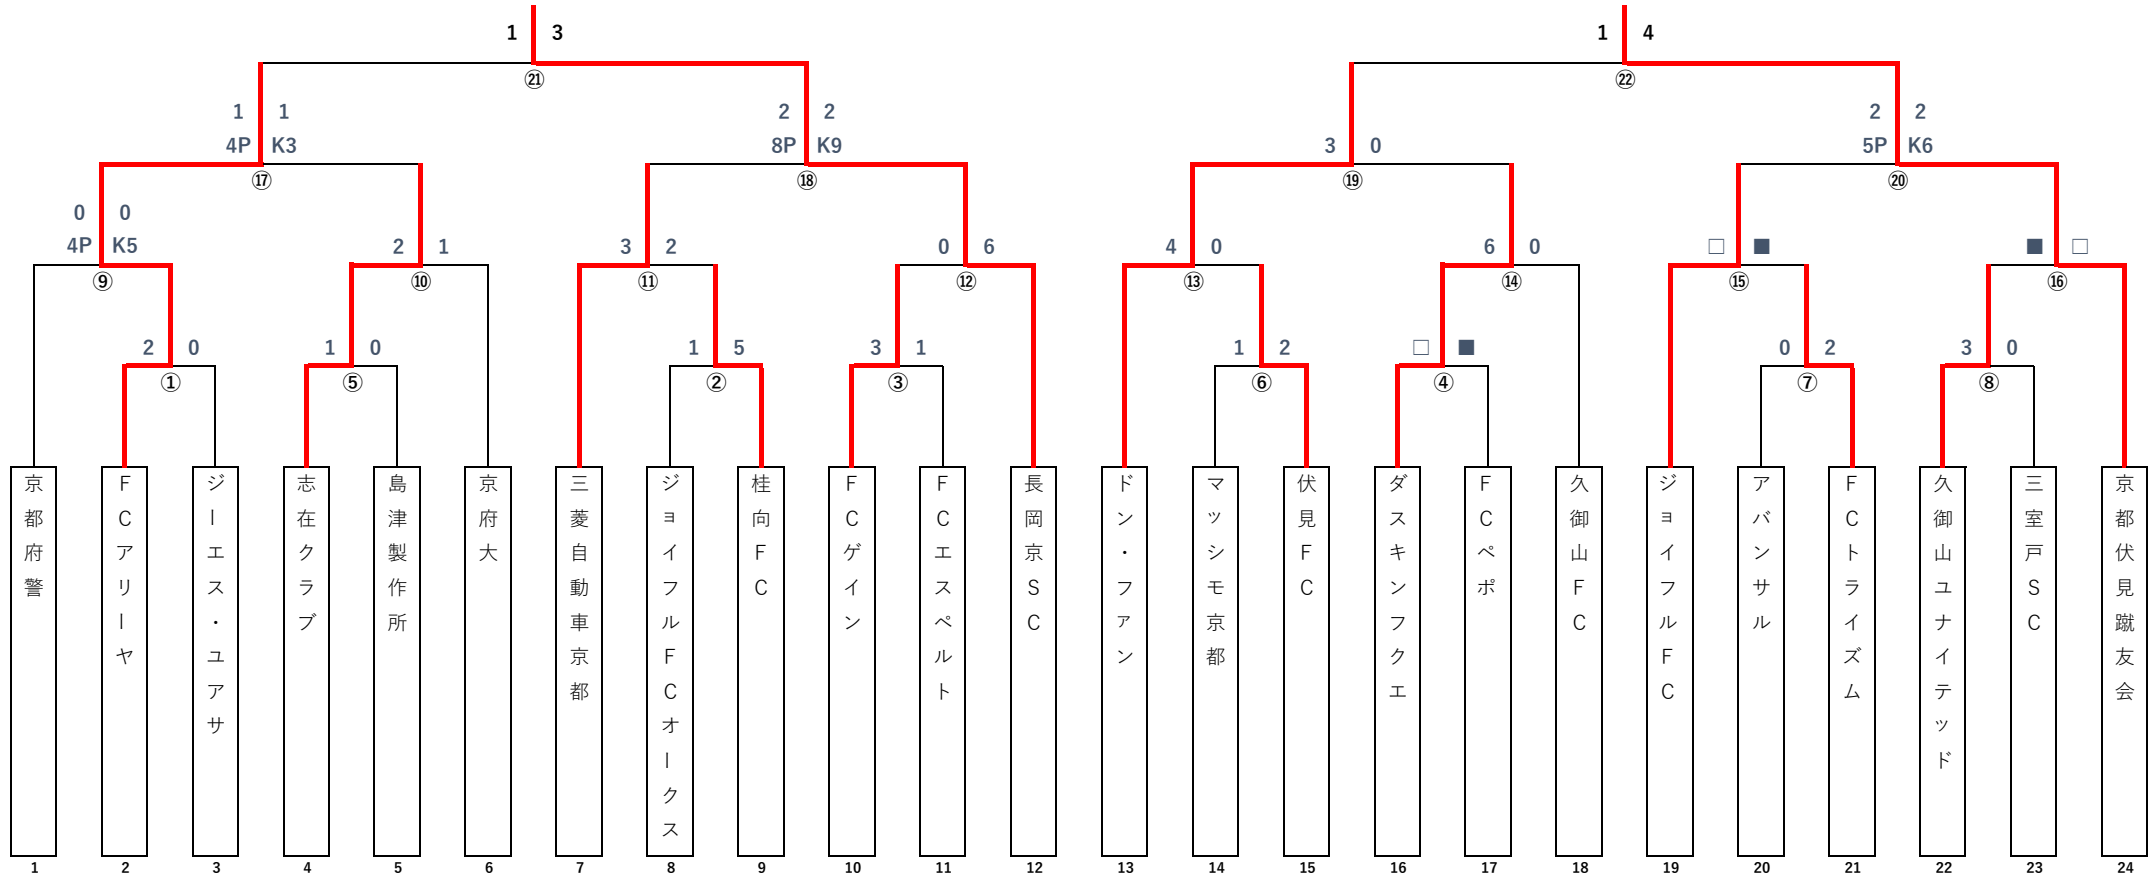 1 3 1 4
㉑ ㉒
1 1 2 2 2 2
4P K3 8P K9 3 0 5P K6
⑰ ⑱ ⑲ ⑳
0 0
4P K5 2 1 3 2 0 6 4 0 6 0 □ ■ ■ □
⑨ ⑩ ⑪ ⑫ ⑬ ⑭ ⑮ ⑯
2 0 1 0 1 5 3 1 1 2 □ ■ 0 2 3 0
① ⑤ ② ③ ⑥ ④ ⑦ ⑧
京都府警
FCアリーヤ
ジーエス・ユアサ
志在クラブ
島津製作所
京府大
三菱自動車京都
ジョイフルFCオークス
桂向FC
FCゲイン
FCエスペルト
長岡京SC
ドン・ファン
マッシモ京都
伏見FC
ダスキンフクエ
FCペポ
久御山FC
ジョイフルFC
アバンサル
FCトライズム
久御山ユナイテッド
三室戸SC
京都伏見蹴友会
1 2 3 4 5 6 7 8 9 10 11 12 13 14 15 16 17 18 19 20 21 22 23 24